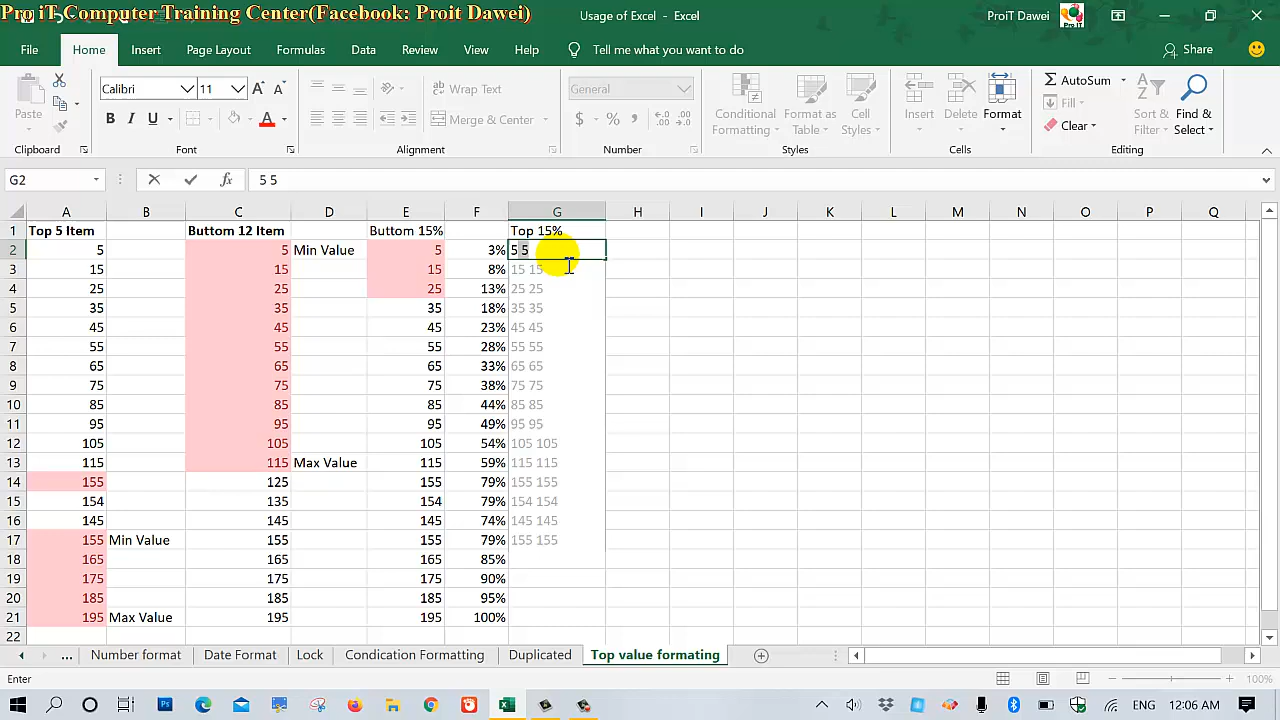 Pro iT Computer Training Center(Facebook: Proit Dawei)
Usage of Excel - Excel
ProiT Dawei
File Home Insert Page Layout Formulas Data Review View Help Tell me what you want to do Share
Calibri 11 General AutoSum
Paste Wrap Text Conditional Formatting Format as Table Cell Styles Insert Format Fill Sort & Filter Find & Select
B I U A Merge & Center $ % , Clear
Clipboard Font Alignment Number Styles Cells Editing
G2 fx 5 5
A B C D E F G H I J K L M N O P Q
1 Top 5 Item Buttom 12 Item Buttom 15% Top 15%
2 5 5 Min Value 5 3% 5 5
3 15 15 15 8% 15 15
4 25 25 25 13% 25 25
5 35 35 35 18% 35 35
6 45 45 45 23% 45 45
7 55 55 55 28% 55 55
8 65 65 65 33% 65 65
9 75 75 75 38% 75 75
10 85 85 85 44% 85 85
11 95 95 95 49% 95 95
12 105 105 105 54% 105 105
13 115 115 Max Value 115 59% 115 115
14 155 125 155 79% 155 155
15 154 135 154 79% 154 154
16 145 145 145 74% 145 145
17 155 Min Value 155 155 79% 155 155
18 165 165 165 85%
19 175 175 175 90%
20 185 185 185 95%
21 195 Max Value 195 195 100%
22
... Number format Date Format Lock Condication Formatting Duplicated Top value formating
Enter 100%
ENG 12:06 AM